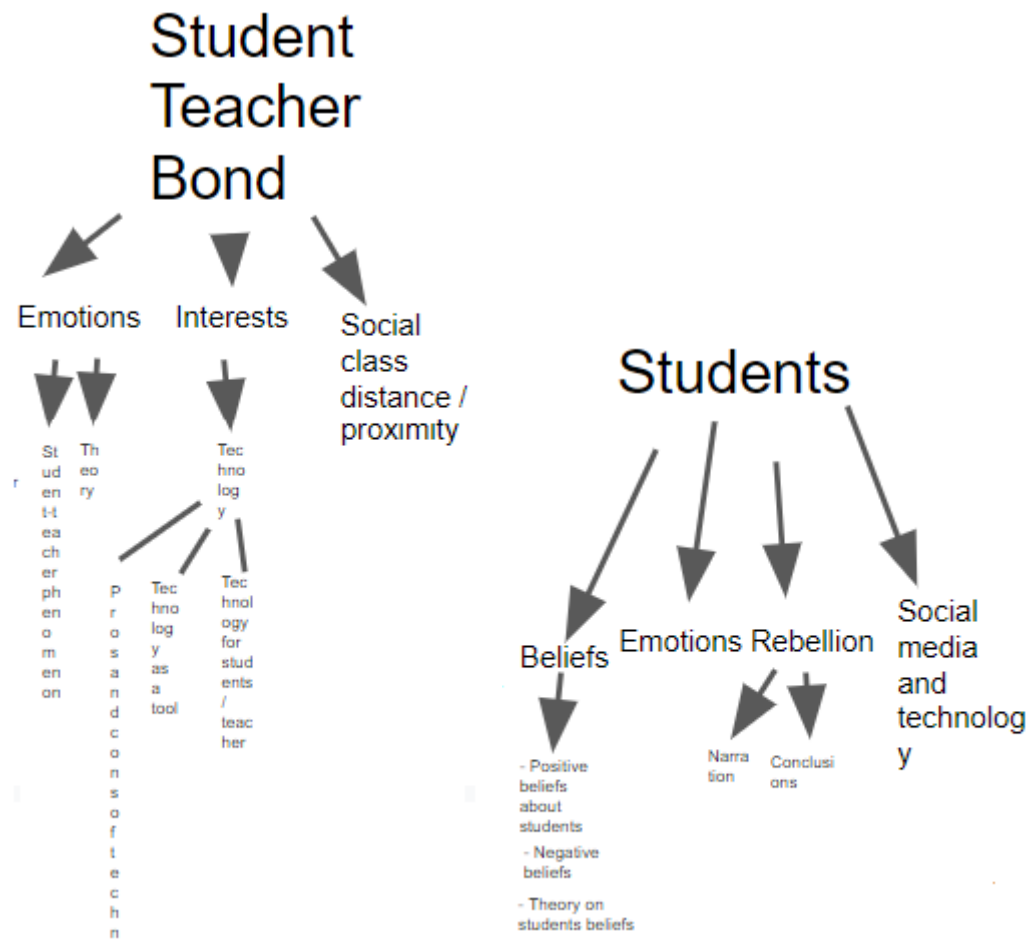 Student
Teacher
Bond
Emotions
Interests
Social
class
distance /
proximity
St
ud
en
t-t
ea
ch
er
ph
en
o
m
en
on
Th
eo
ry
r
Tec
hno
log
y
P
r
o
s
a
n
d
c
o
n
s
o
f
t
e
c
h
n
Tec
hno
log
y
as
a
tool
Tec
hnol
ogy
for
stud
ents
/
teac
her
Students
Beliefs
Emotions
Rebellion
Social
media
and
technolog
y
- Positive
beliefs
about
students
- Negative
beliefs
- Theory on
students beliefs
Narra
tion
Conclusi
ons